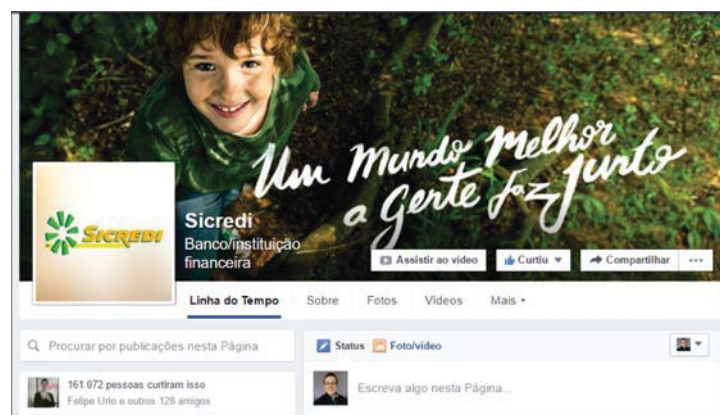 Um Mundo Melhor
a Gente faz junto
SICREDI
Sicredi
Banco/instituição
financeira
Assistir ao vídeo
Curtiu
Compartilhar
Linha do Tempo
Sobre
Fotos
Vídeos
Mais
Procurar por publicações nesta Página
Status
Foto/vídeo
161.072 pessoas curtiram isso
Felipe Urio e outros 128 amigos
Escreva algo nesta Página...